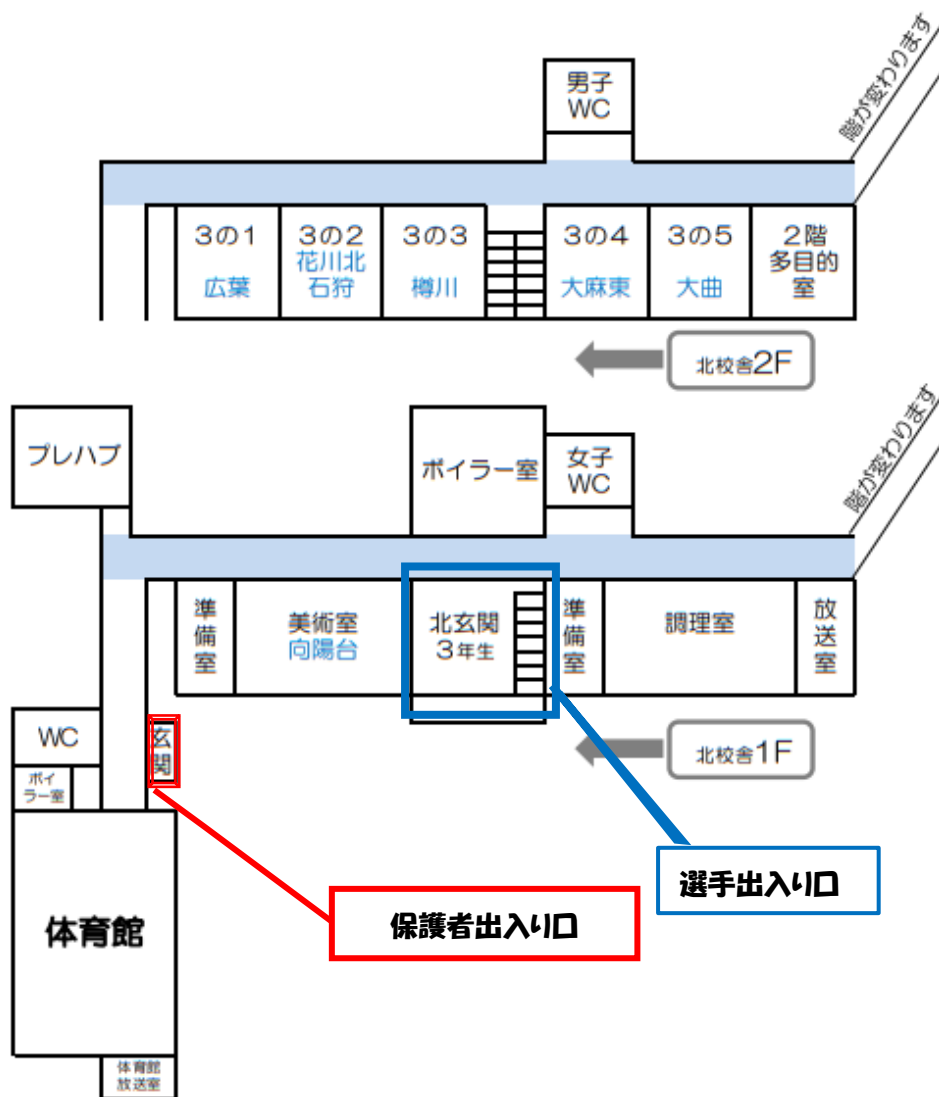 階が変わります
男子
WC
3の1
広葉
3の2
花川北
石狩
3の3
樽川
3の4
大麻東
3の5
大曲
2階
多目的
室
北校舎2F
階が変わります
プレハブ
ボイラー室
女子
WC
準備室
美術室
向陽台
北玄関
3年生
準備室
調理室
放送室
WC
玄関
北校舎1F
ボイ
ラー室
選手出入り口
保護者出入り口
体育館
体育館
放送室